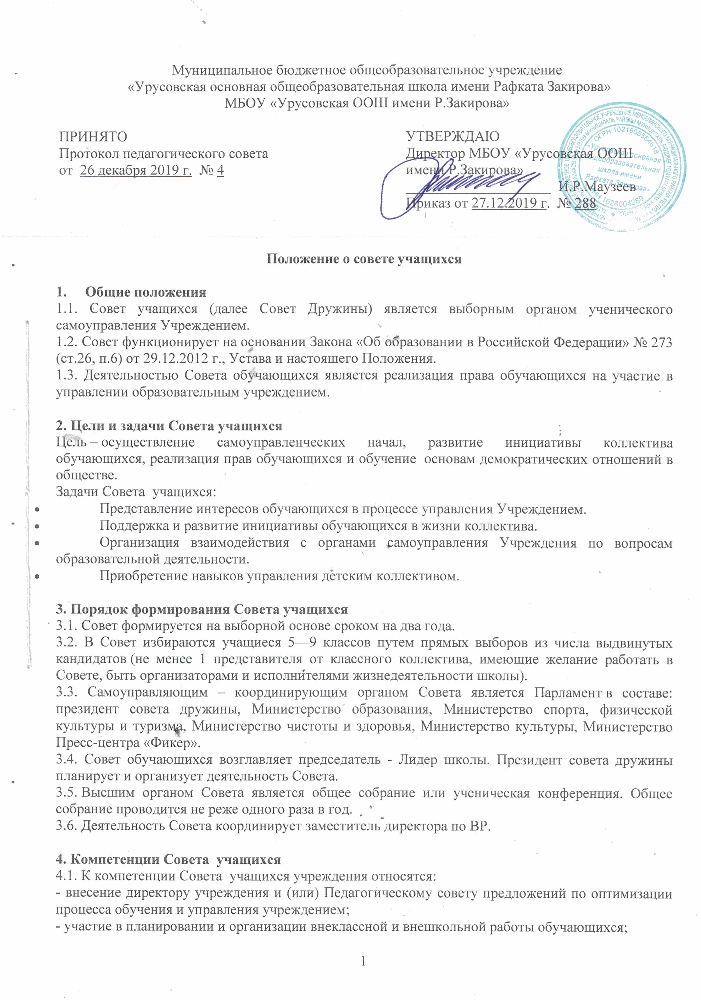 Муниципальное бюджетное общеобразовательное учреждение
«Урусовская основная общеобразовательная школа имени Рафката Закирова»
МБОУ «Урусовская ООШ имени Р.Закирова»
ПРИНЯТО
Протокол педагогического совета
от 26 декабря 2019 г. № 4
УТВЕРЖДАЮ
Директор МБОУ «Урусовская ООШ
имени Р.Закирова»
И.Р.Маузеев
Приказ от 27.12.2019 г. № 288
ОГРН 1021605554618
«Урусовская основная
общеобразовательная
школа имени
Рафката Закирова»
ИНН 1628004369
Положение о совете учащихся
1. Общие положения
1.1. Совет учащихся (далее Совет Дружины) является выборным органом ученического
самоуправления Учреждением.
1.2. Совет функционирует на основании Закона «Об образовании в Российской Федерации» № 273
(ст.26, п.6) от 29.12.2012 г., Устава и настоящего Положения.
1.3. Деятельностью Совета обучающихся является реализация права обучающихся на участие в
управлении образовательным учреждением.
2. Цели и задачи Совета учащихся
Цель – осуществление самоуправленческих начал, развитие инициативы коллектива
обучающихся, реализация прав обучающихся и обучение основам демократических отношений в
обществе.
Задачи Совета учащихся:
• Представление интересов обучающихся в процессе управления Учреждением.
• Поддержка и развитие инициативы обучающихся в жизни коллектива.
• Организация взаимодействия с органами самоуправления Учреждения по вопросам
образовательной деятельности.
• Приобретение навыков управления детским коллективом.
3. Порядок формирования Совета учащихся
3.1. Совет формируется на выборной основе сроком на два года.
3.2. В Совет избираются учащиеся 5—9 классов путем прямых выборов из числа выдвинутых
кандидатов (не менее 1 представителя от классного коллектива, имеющие желание работать в
Совете, быть организаторами и исполнителями жизнедеятельности школы).
3.3. Самоуправляющим – координирующим органом Совета является Парламент в составе:
президент совета дружины, Министерство образования, Министерство спорта, физической
культуры и туризма, Министерство чистоты и здоровья, Министерство культуры, Министерство
Пресс-центра «Фикер».
3.4. Совет обучающихся возглавляет председатель - Лидер школы. Президент совета дружины
планирует и организует деятельность Совета.
3.5. Высшим органом Совета является общее собрание или ученическая конференция. Общее
собрание проводится не реже одного раза в год.
3.6. Деятельность Совета координирует заместитель директора по ВР.
4. Компетенции Совета учащихся
4.1. К компетенции Совета учащихся учреждения относятся:
- внесение директору учреждения и (или) Педагогическому совету предложений по оптимизации
процесса обучения и управления учреждением;
- участие в планировании и организации внеклассной и внешкольной работы обучающихся;
1